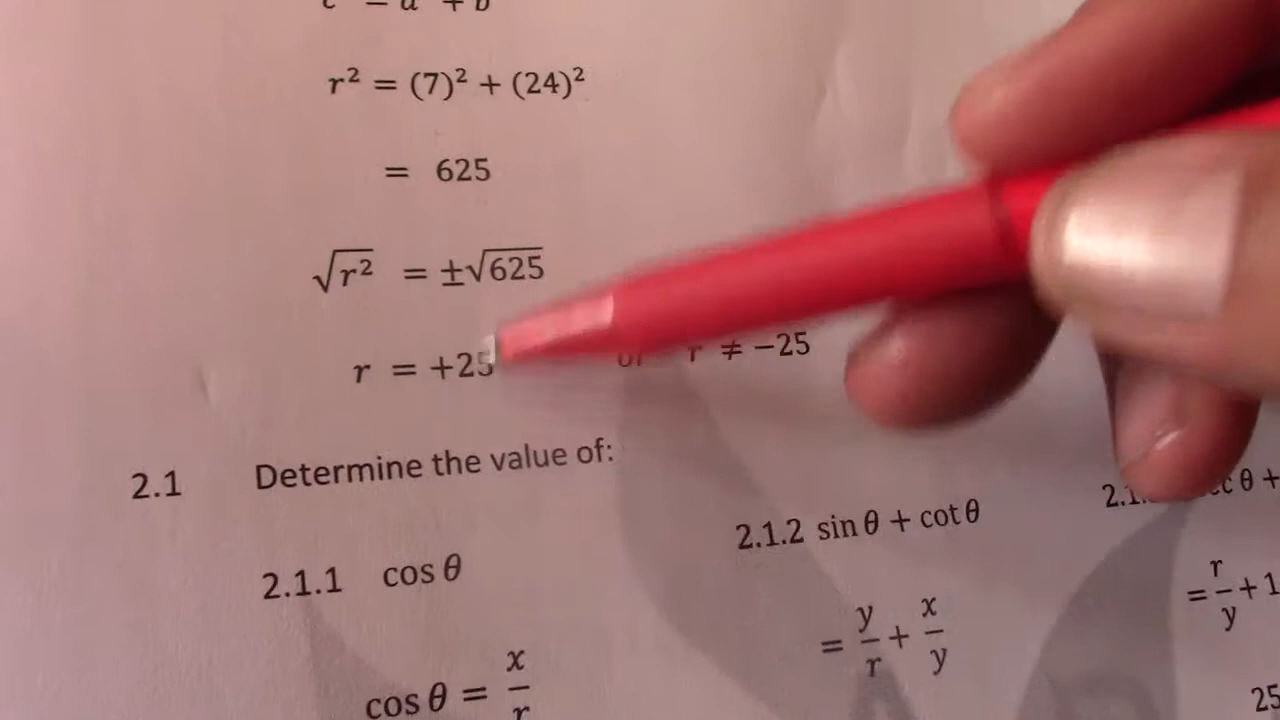 r² = (7)² + (24)²
= 625
√r² = ±√625
r = +25 or r ≠ −25
2.1 Determine the value of:
2.1.1 cos θ
2.1.2 sin θ + cot θ
θ +
= y/r + x/y
= r/y + 1
cos θ = x/r
25